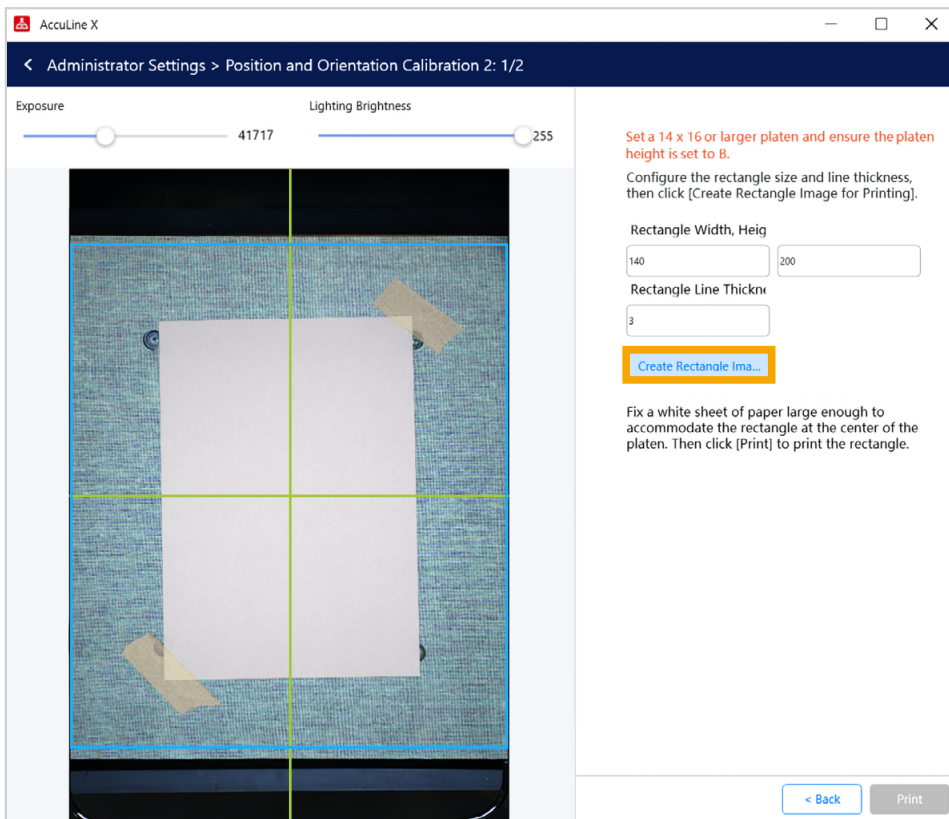 AccuLine X
Administrator Settings > Position and Orientation Calibration 2: 1/2
Exposure
41717
Lighting Brightness
255
Set a 14 x 16 or larger platen and ensure the platen
height is set to B.
Configure the rectangle size and line thickness,
then click [Create Rectangle Image for Printing].
Rectangle Width, Heig
140
200
Rectangle Line Thickne
3
Create Rectangle Ima...
Fix a white sheet of paper large enough to
accommodate the rectangle at the center of the
platen. Then click [Print] to print the rectangle.
< Back
Print